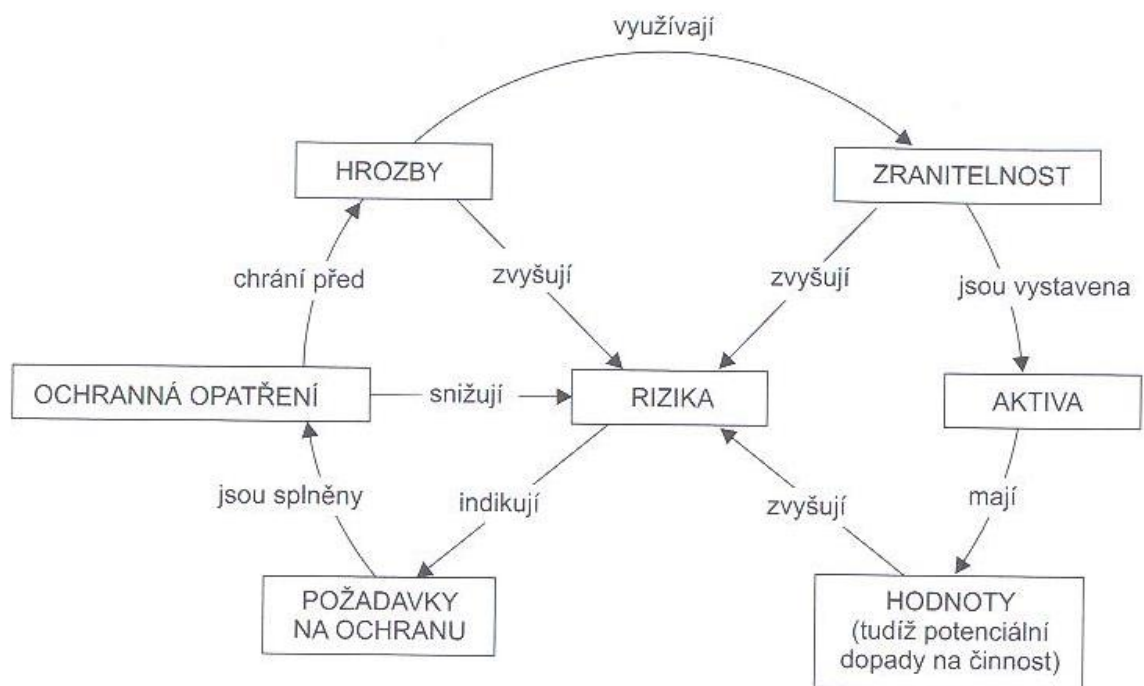 využívají
HROZBY
ZRANITELNOST
chrání před
zvyšují
zvyšují
jsou vystavena
OCHRANNÁ OPATŘENÍ
snižují
RIZIKA
AKTIVA
jsou splněny
indikují
zvyšují
mají
POŽADAVKY
NA OCHRANU
HODNOTY
(tudíž potenciální
dopady na činnost)